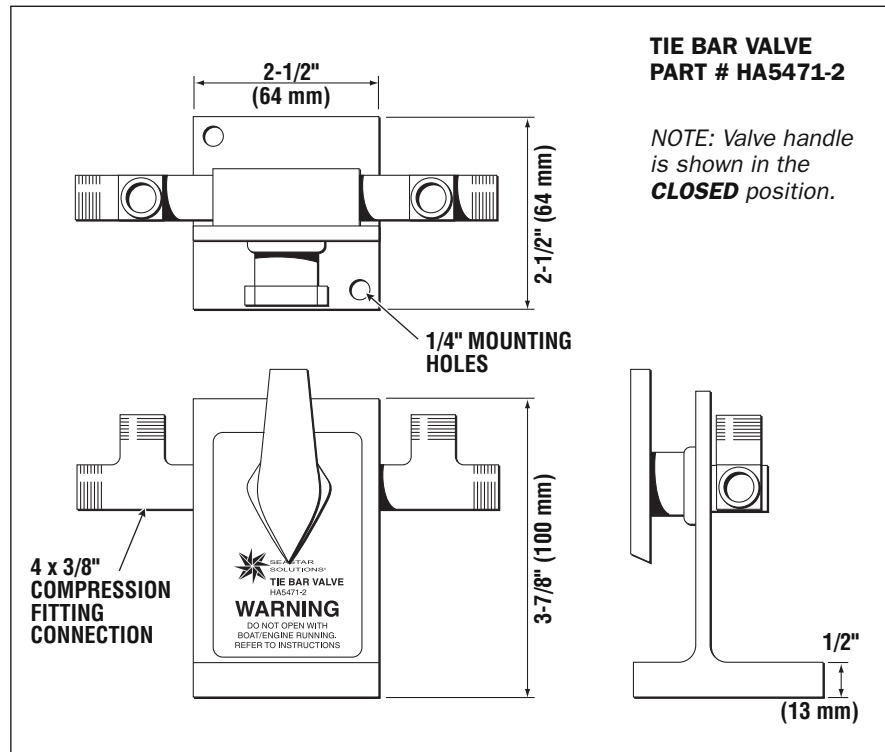 TIE BAR VALVE
PART # HA5471-2
NOTE: Valve handle
is shown in the
CLOSED position.
2-1/2"
(64 mm)
2-1/2" (64 mm)
1/4" MOUNTING
HOLES
4 x 3/8"
COMPRESSION
FITTING
CONNECTION
SEASTAR
SOLUTIONS®
TIE BAR VALVE
HA5471-2
WARNING
DO NOT OPEN WITH
BOAT/ENGINE RUNNING.
REFER TO INSTRUCTIONS
3-7/8" (100 mm)
1/2"
(13 mm)